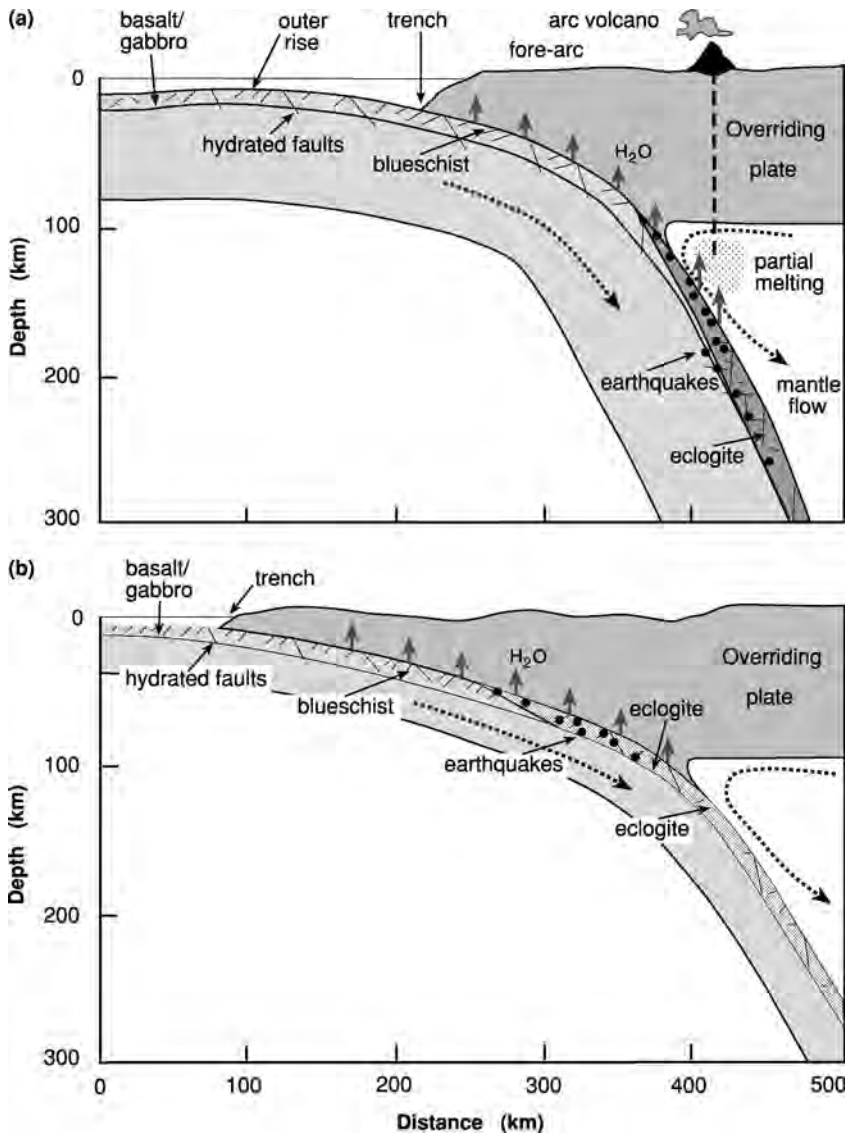 (a)
basalt/
gabbro
outer
rise
trench
fore-arc
arc volcano
0
hydrated faults
blueschist
H₂O
Overriding
plate
100
partial
melting
Depth (km)
200
earthquakes
mantle
flow
eclogite
300
(b)
basalt/
gabbro
trench
0
hydrated faults
blueschist
H₂O
Overriding
plate
eclogite
earthquakes
100
eclogite
Depth (km)
200
300
0 100 200 300 400 500
Distance (km)